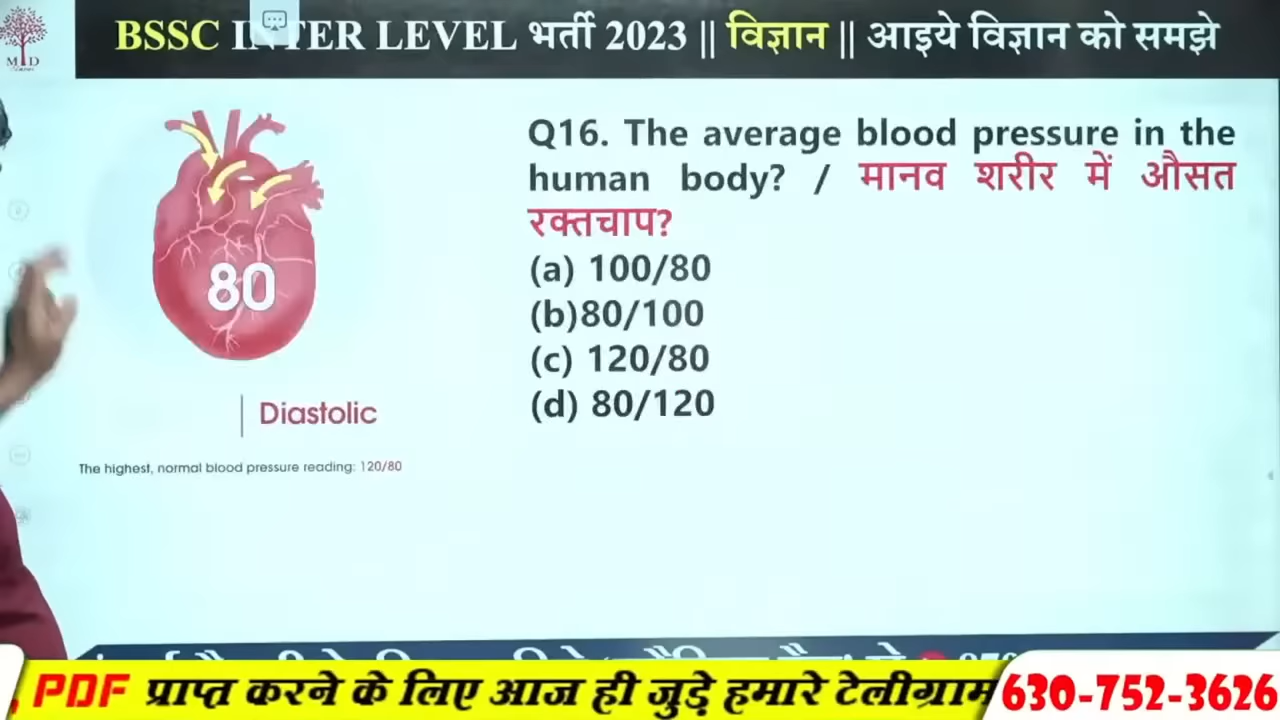 BSSC INTER LEVEL भर्ती 2023 || विज्ञान || आइये विज्ञान को समझे
M D
80
Diastolic
The highest, normal blood pressure reading: 120/80
Q16. The average blood pressure in the
human body? / मानव शरीर में औसत
रक्तचाप?
(a) 100/80
(b)80/100
(c) 120/80
(d) 80/120
, PDF प्राप्त करने के लिए आज ही जुड़े हमारे टेलीग्राम
630-752-3626